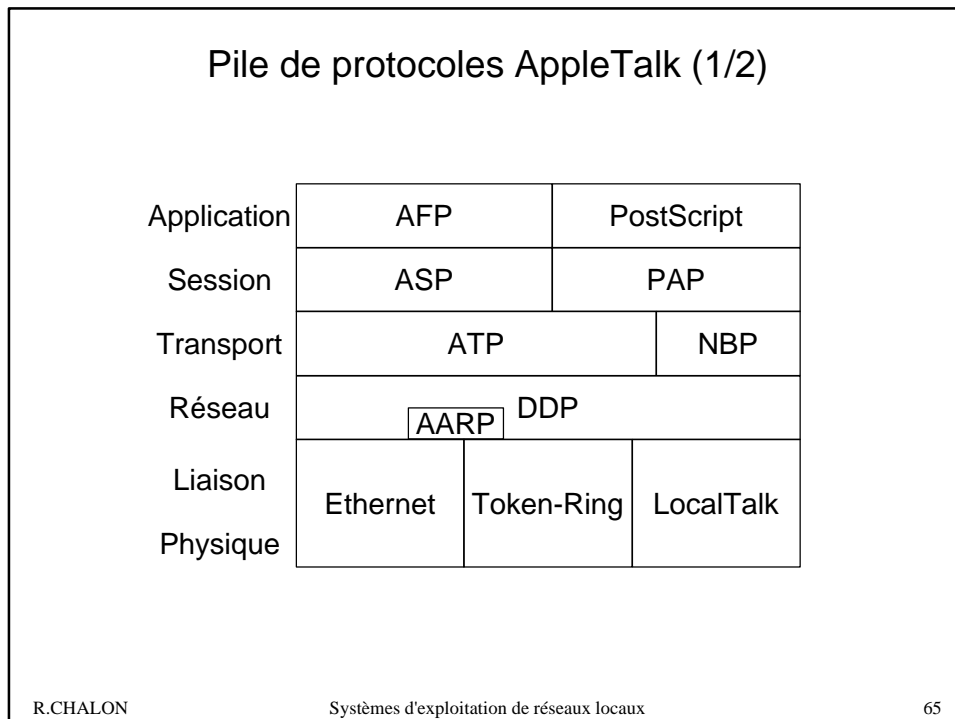 Pile de protocoles AppleTalk (1/2)
Application AFP PostScript
Session ASP PAP
Transport ATP NBP
Réseau DDP
AARP
Liaison
Ethernet Token-Ring LocalTalk
Physique
R.CHALON Systèmes d'exploitation de réseaux locaux 65